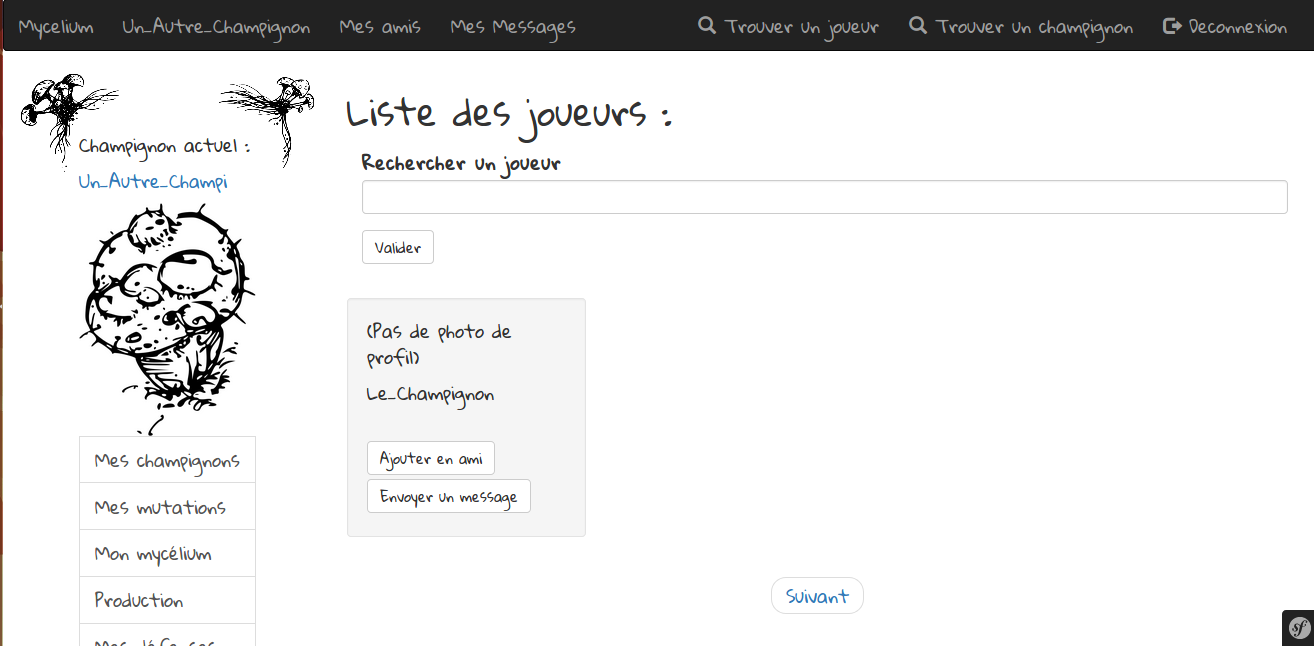 Mycelium Un_Autre_Champignon Mes amis Mes Messages Trouver un joueur Trouver un champignon Deconnexion
Champignon actuel :
Un_Autre_Champi
Mes champignons
Mes mutations
Mon mycélium
Production
Liste des joueurs :
Rechercher un joueur
Valider
(Pas de photo de
profil)
Le_Champignon
Ajouter en ami
Envoyer un message
Suivant
sf